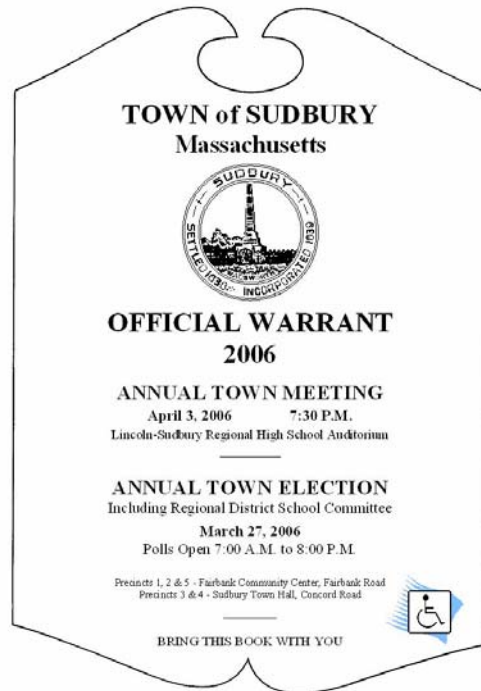 TOWN of SUDBURY
Massachusetts
SUDBURY
SETTLED 1638 INCORPORATED 1639
OFFICIAL WARRANT
2006
ANNUAL TOWN MEETING
April 3, 2006 7:30 P.M.
Lincoln-Sudbury Regional High School Auditorium
ANNUAL TOWN ELECTION
Including Regional District School Committee
March 27, 2006
Polls Open 7:00 A.M. to 8:00 P.M.
Precincts 1, 2 & 5 - Fairbank Community Center, Fairbank Road
Precincts 3 & 4 - Sudbury Town Hall, Concord Road
BRING THIS BOOK WITH YOU